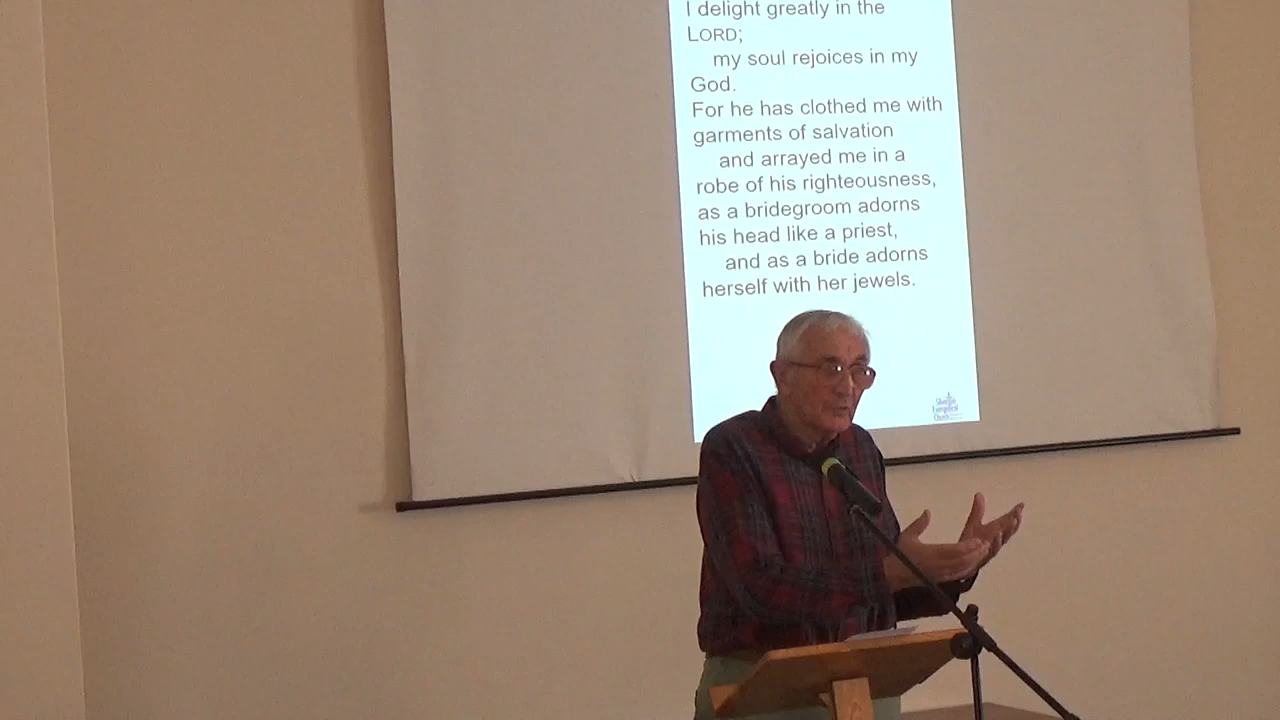 I delight greatly in the
LORD;
my soul rejoices in my
God.
For he has clothed me with
garments of salvation
and arrayed me in a
robe of his righteousness,
as a bridegroom adorns
his head like a priest,
and as a bride adorns
herself with her jewels.
Evangelical
Church